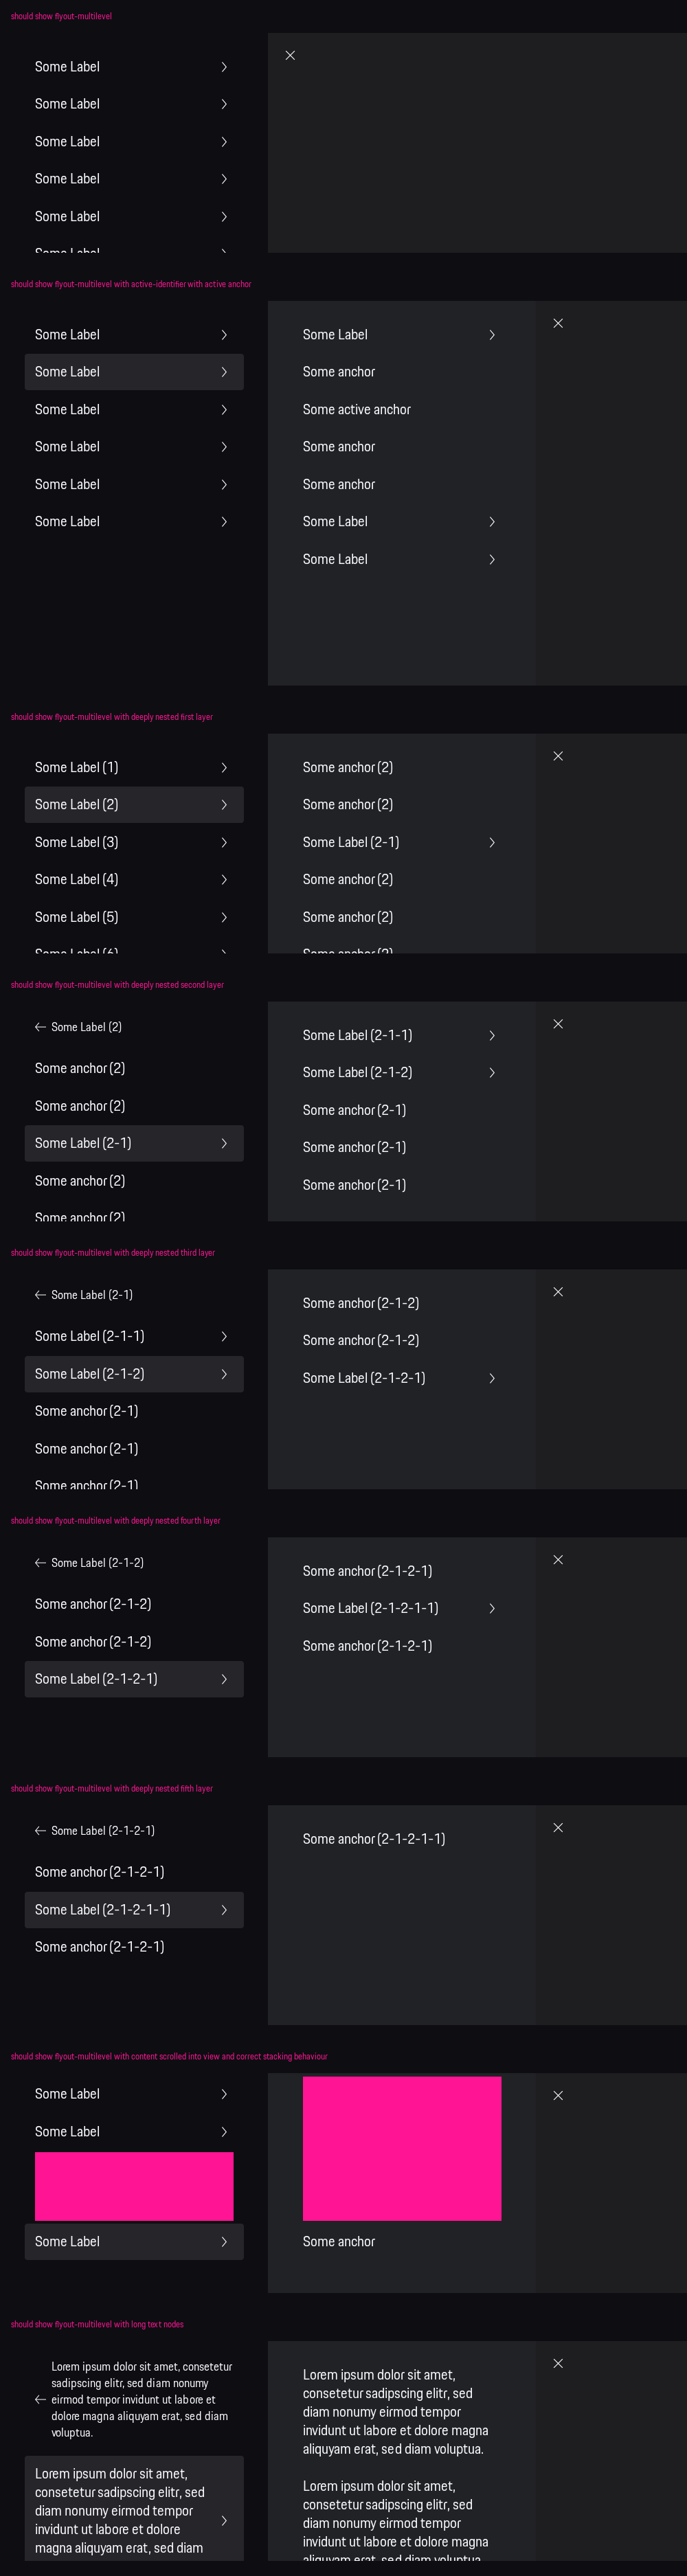 should show flyout-multilevel
Some Label
Some Label
Some Label
Some Label
Some Label
Some Label
should show flyout-multilevel with active-identifier with active anchor
Some Label
Some Label
Some Label
Some Label
Some Label
Some Label
Some Label
Some anchor
Some active anchor
Some anchor
Some anchor
Some Label
Some Label
should show flyout-multilevel with deeply nested first layer
Some Label (1)
Some Label (2)
Some Label (3)
Some Label (4)
Some Label (5)
Some Label (6)
Some anchor (2)
Some anchor (2)
Some Label (2-1)
Some anchor (2)
Some anchor (2)
Some anchor (2)
should show flyout-multilevel with deeply nested second layer
Some Label (2)
Some anchor (2)
Some anchor (2)
Some Label (2-1)
Some anchor (2)
Some anchor (2)
Some Label (2-1-1)
Some Label (2-1-2)
Some anchor (2-1)
Some anchor (2-1)
Some anchor (2-1)
should show flyout-multilevel with deeply nested third layer
Some Label (2-1)
Some Label (2-1-1)
Some Label (2-1-2)
Some anchor (2-1)
Some anchor (2-1)
Some anchor (2-1)
Some anchor (2-1-2)
Some anchor (2-1-2)
Some Label (2-1-2-1)
should show flyout-multilevel with deeply nested fourth layer
Some Label (2-1-2)
Some anchor (2-1-2)
Some anchor (2-1-2)
Some Label (2-1-2-1)
Some anchor (2-1-2-1)
Some Label (2-1-2-1-1)
Some anchor (2-1-2-1)
should show flyout-multilevel with deeply nested fifth layer
Some Label (2-1-2-1)
Some anchor (2-1-2-1)
Some Label (2-1-2-1-1)
Some anchor (2-1-2-1)
Some anchor (2-1-2-1-1)
should show flyout-multilevel with content scrolled into view and correct stacking behaviour
Some Label
Some Label
Some Label
Some anchor
should show flyout-multilevel with long text nodes
Lorem ipsum dolor sit amet, consetetur
sadipscing elitr, sed diam nonumy
eirmod tempor invidunt ut labore et
dolore magna aliquyam erat, sed diam
voluptua.
Lorem ipsum dolor sit amet,
consetetur sadipscing elitr, sed
diam nonumy eirmod tempor
invidunt ut labore et dolore
magna aliquyam erat, sed diam
Lorem ipsum dolor sit amet,
consetetur sadipscing elitr, sed
diam nonumy eirmod tempor
invidunt ut labore et dolore magna
aliquyam erat, sed diam voluptua.
Lorem ipsum dolor sit amet,
consetetur sadipscing elitr, sed
diam nonumy eirmod tempor
invidunt ut labore et dolore magna
aliquyam erat, sed diam voluptua.